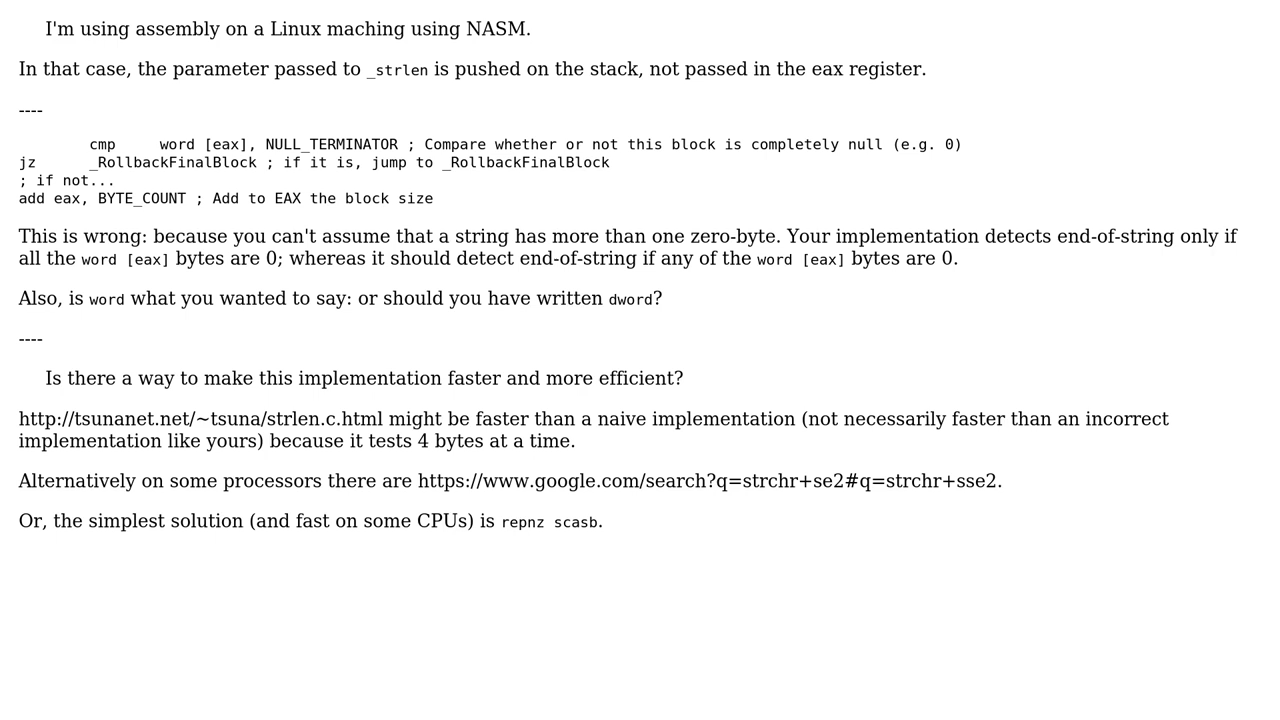 I'm using assembly on a Linux maching using NASM.
In that case, the parameter passed to _strlen is pushed on the stack, not passed in the eax register.
----
cmp     word [eax], NULL_TERMINATOR ; Compare whether or not this block is completely null (e.g. 0)
jz      _RollbackFinalBlock ; if it is, jump to _RollbackFinalBlock
; if not...
add eax, BYTE_COUNT ; Add to EAX the block size
This is wrong: because you can't assume that a string has more than one zero-byte. Your implementation detects end-of-string only if
all the word [eax] bytes are 0; whereas it should detect end-of-string if any of the word [eax] bytes are 0.
Also, is word what you wanted to say: or should you have written dword?
----
Is there a way to make this implementation faster and more efficient?
http://tsunanet.net/~tsuna/strlen.c.html might be faster than a naive implementation (not necessarily faster than an incorrect
implementation like yours) because it tests 4 bytes at a time.
Alternatively on some processors there are https://www.google.com/search?q=strchr+se2#q=strchr+sse2.
Or, the simplest solution (and fast on some CPUs) is repnz scasb.